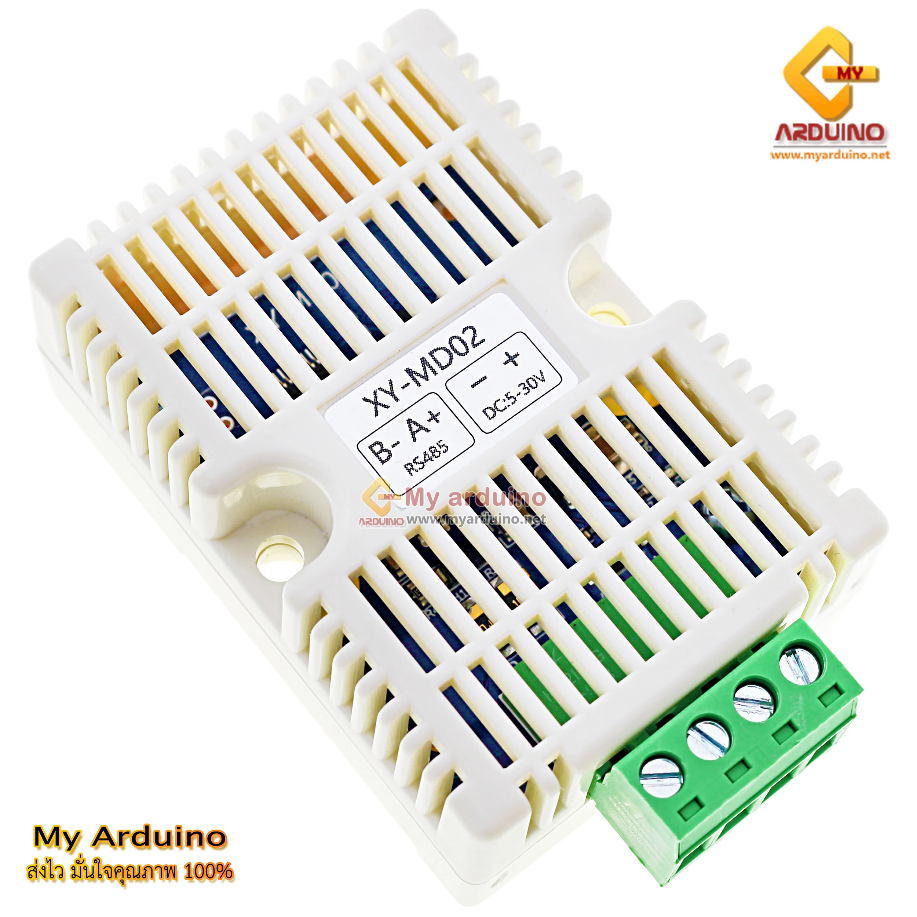 MY
ARDUINO
www.myarduino.net
XY-MD02
B- A+
RS485
- +
DC:5-30V
MY
ARDUINO
My arduino
www.myarduino.net
My Arduino
ส่งไว มั่นใจคุณภาพ 100%